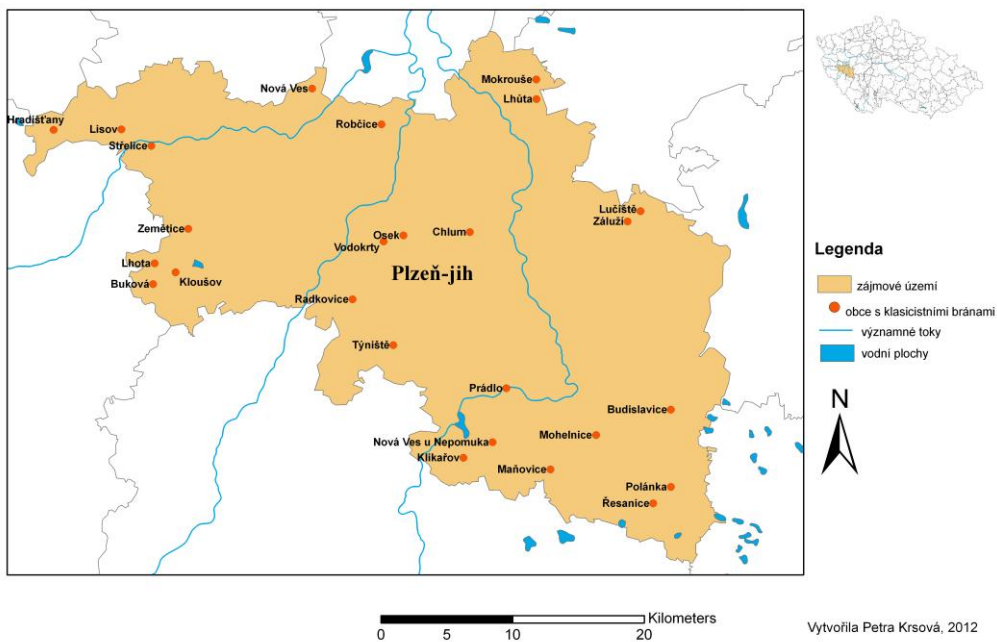 Nová Ves
Mokrouše
Lhůta
Hradišťany
Lisov
Robčice
Střelice
Lučiště
Záluží
Zemětice
Osek
Chlum
Vodokrty
Lhota
Kloušov
Buková
Plzeň-jih
Radkovice
Týniště
Prádlo
Budislavice
Mohelnice
Nová Ves u Nepomuka
Klikařov
Maňovice
Polánka
Řesanice
Legenda
zájmové území
obce s klasicistními bránami
významné toky
vodní plochy
N
Kilometers
0 5 10 20
Vytvořila Petra Krsová, 2012